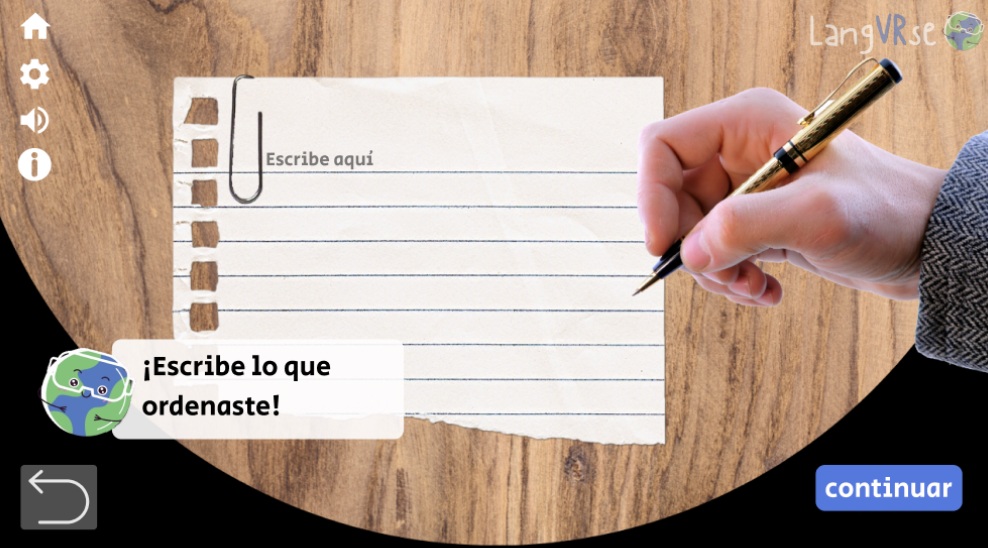 LangVRse
Escribe aquí
¡Escribe lo que
ordenaste!
continuar